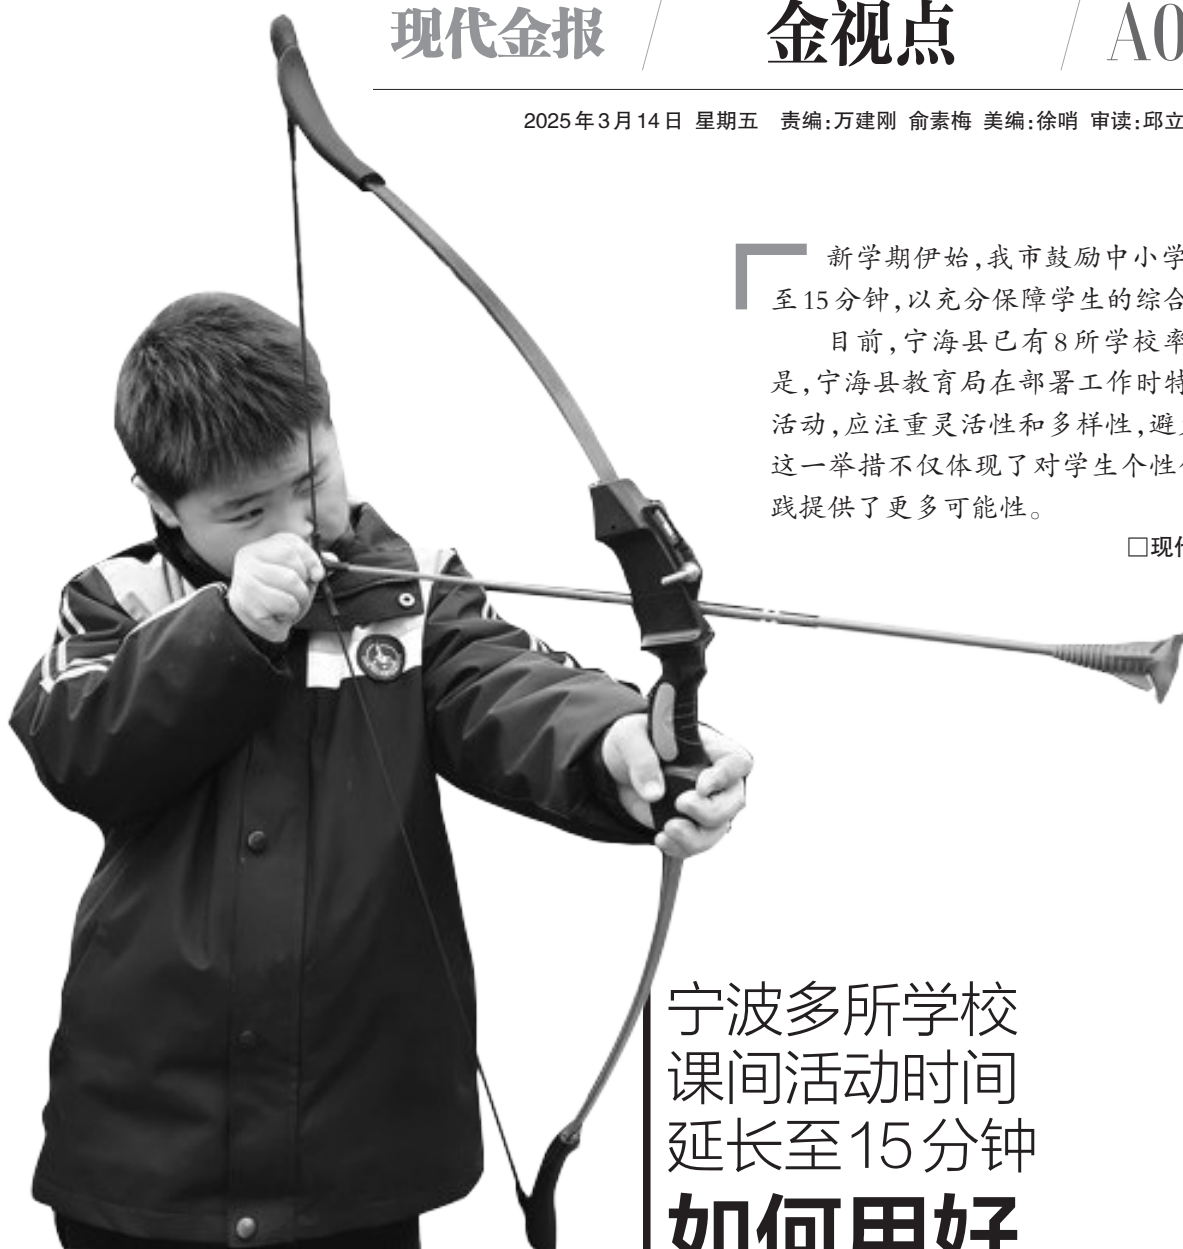 现代金报
金视点
A0
2025年3月14日 星期五 责编:万建刚 俞素梅 美编:徐哨 审读:邱立
新学期伊始,我市鼓励中小学
至15分钟,以充分保障学生的综合
目前,宁海县已有8所学校率
是,宁海县教育局在部署工作时特
活动,应注重灵活性和多样性,避
这一举措不仅体现了对学生个性
践提供了更多可能性。
□现代
宁波多所学校
课间活动时间
延长至15分钟
如何用好